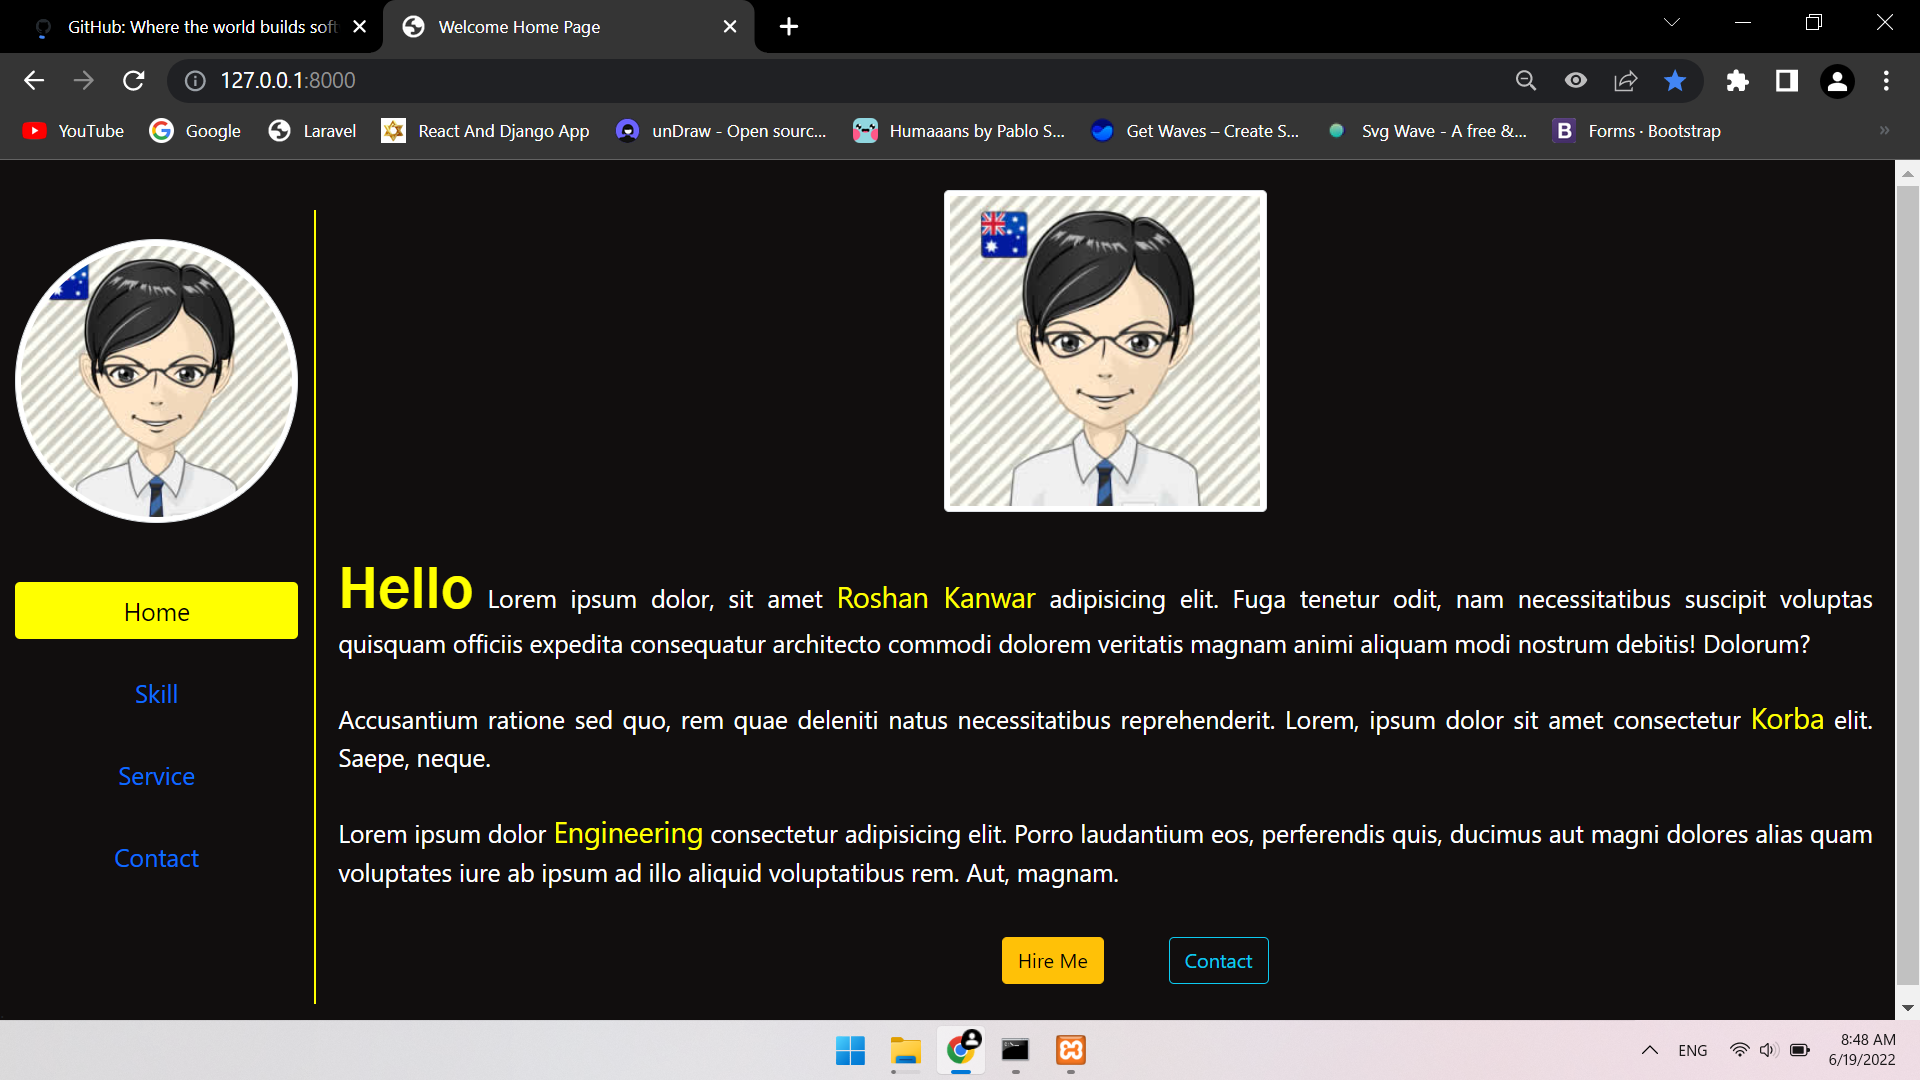 GitHub: Where the world builds soft
Welcome Home Page
127.0.0.1:8000
YouTube
Google
Laravel
React And Django App
unDraw - Open sourc...
Humaaans by Pablo S...
Get Waves – Create S...
Svg Wave - A free &...
B
Forms · Bootstrap
»
Home
Skill
Service
Contact
Hello Lorem ipsum dolor, sit amet Roshan Kanwar adipisicing elit. Fuga tenetur odit, nam necessitatibus suscipit voluptas
quisquam officiis expedita consequatur architecto commodi dolorem veritatis magnam animi aliquam modi nostrum debitis! Dolorum?
Accusantium ratione sed quo, rem quae deleniti natus necessitatibus reprehenderit. Lorem, ipsum dolor sit amet consectetur Korba elit.
Saepe, neque.
Lorem ipsum dolor Engineering consectetur adipisicing elit. Porro laudantium eos, perferendis quis, ducimus aut magni dolores alias quam
voluptates iure ab ipsum ad illo aliquid voluptatibus rem. Aut, magnam.
Hire Me
Contact
ENG
8:48 AM
6/19/2022